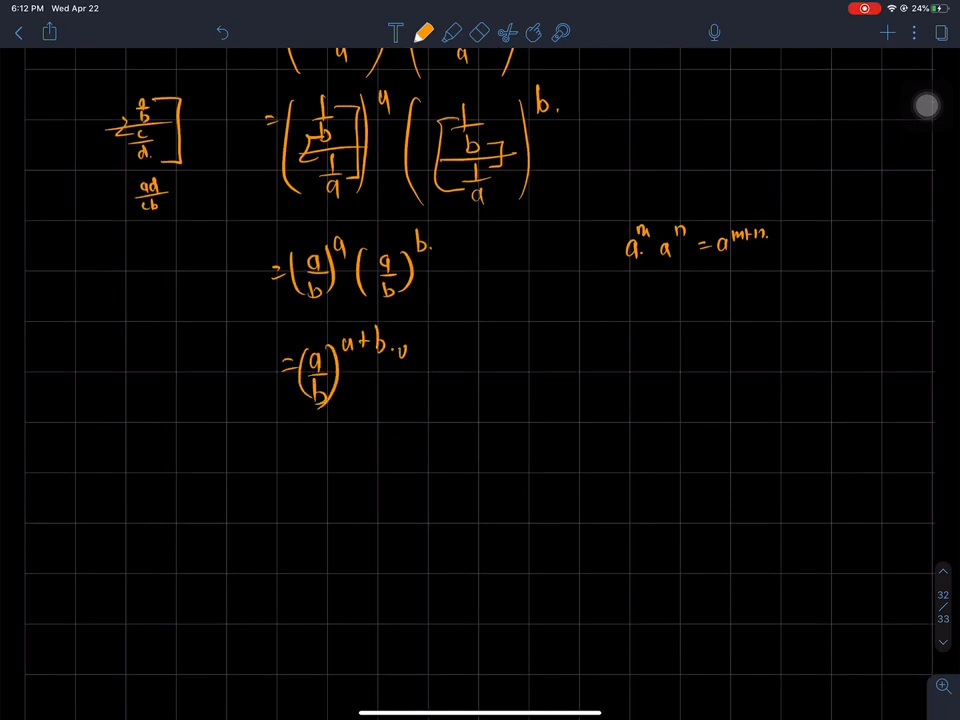 6:12 PM Wed Apr 22
24%
T
(a) (a)
[(a/b)/(c/d.)]
ad/cb
= ((1/b)/(1/a))^a ((1/b)/(1/a))^b.
= (a/b)^a (a/b)^b.
a^m. a^n = a^m+n.
= (a/b)^a+b.
32
/
33